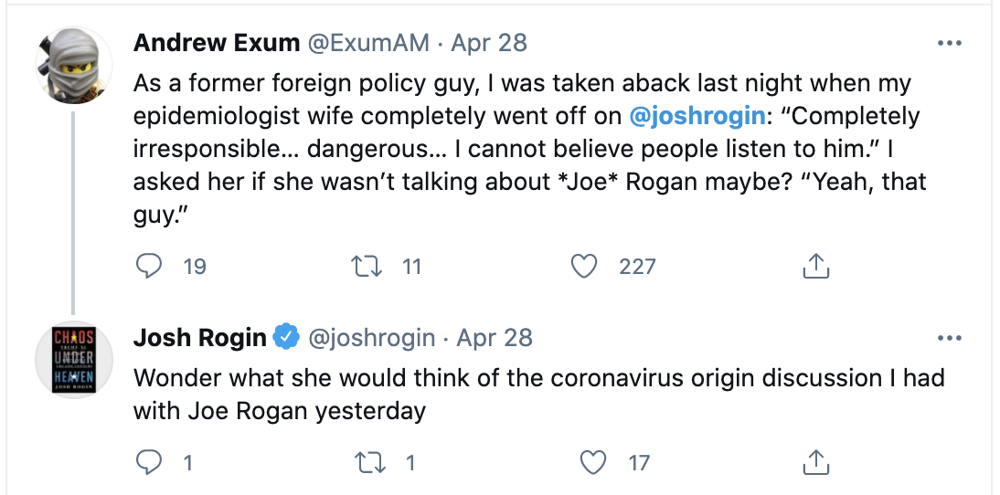 Andrew Exum @ExumAM · Apr 28
As a former foreign policy guy, I was taken aback last night when my
epidemiologist wife completely went off on @joshrogin: “Completely
irresponsible... dangerous... I cannot believe people listen to him.” I
asked her if she wasn’t talking about *Joe* Rogan maybe? “Yeah, that
guy.”
19 11 227
CHAOS
UNDER
HEAVEN
JOSH ROGIN
Josh Rogin @joshrogin · Apr 28
Wonder what she would think of the coronavirus origin discussion I had
with Joe Rogan yesterday
1 1 17